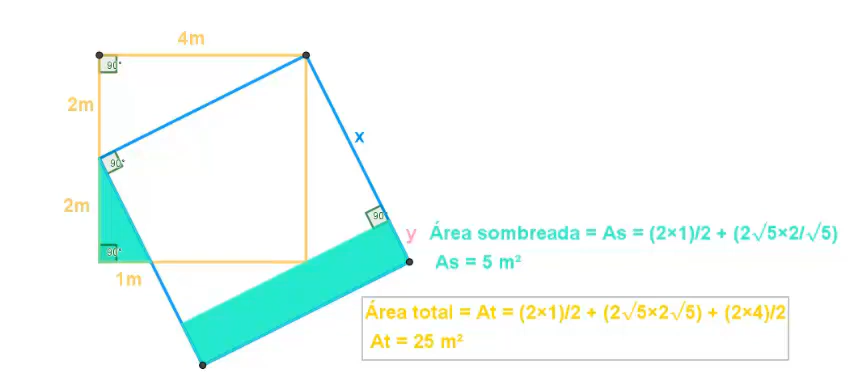 4m
90°
2m
x
90°
2m
90°
y
Área sombreada = As = (2×1)/2 + (2√5×2/√5)
90°
As = 5 m²
1m
Área total = At = (2×1)/2 + (2√5×2√5) + (2×4)/2
At = 25 m²